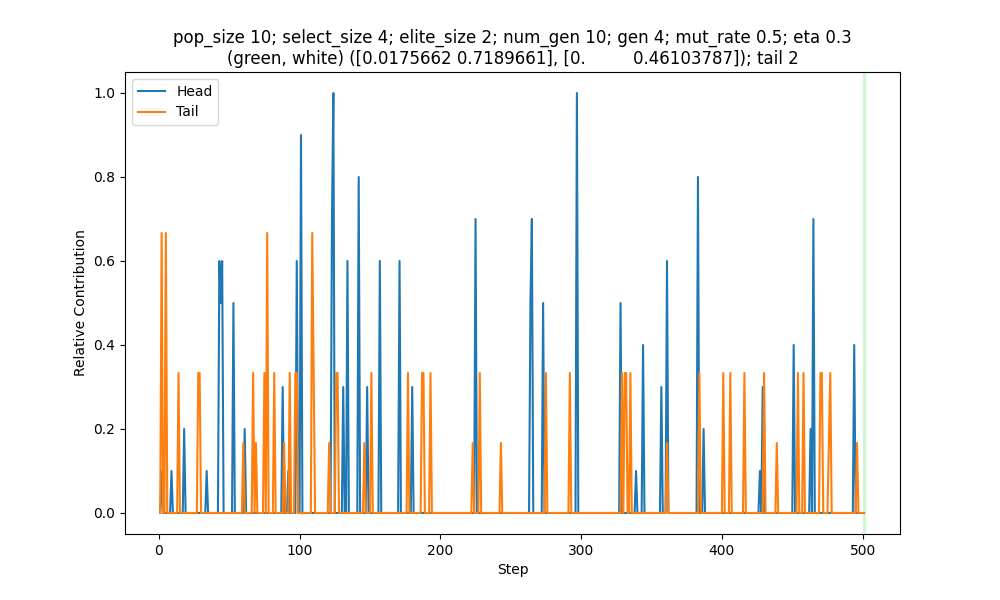 pop_size 10; select_size 4; elite_size 2; num_gen 10; gen 4; mut_rate 0.5; eta 0.3
(green, white) ([0.0175662 0.7189661], [0.         0.46103787]); tail 2
Head
Tail
Relative Contribution
1.0
0.8
0.6
0.4
0.2
0.0
0 100 200 300 400 500
Step